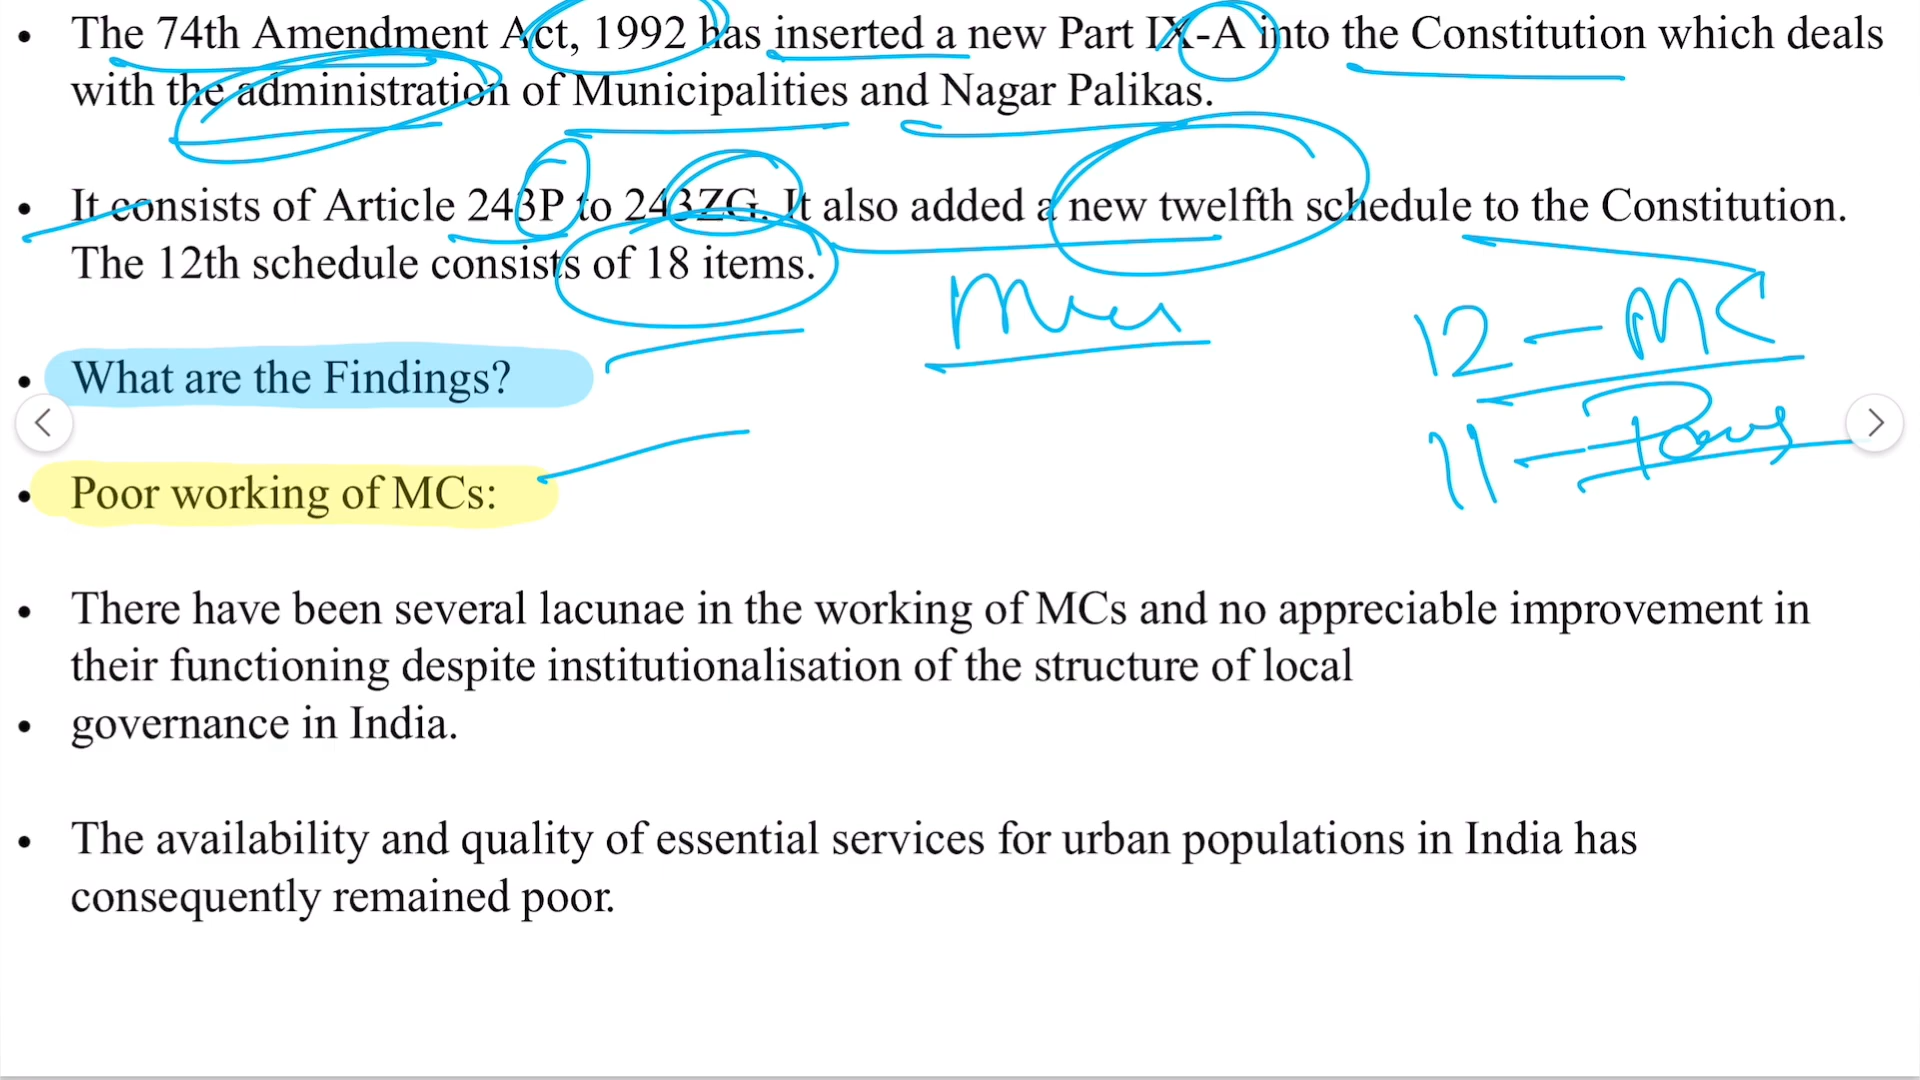 • The 74th Amendment Act, 1992 has inserted a new Part IX-A into the Constitution which deals
with the administration of Municipalities and Nagar Palikas.
• It consists of Article 243P to 243ZG. It also added a new twelfth schedule to the Constitution.
The 12th schedule consists of 18 items.
12 – MC
• What are the Findings?
11 –
• Poor working of MCs:
• There have been several lacunae in the working of MCs and no appreciable improvement in
their functioning despite institutionalisation of the structure of local
• governance in India.
• The availability and quality of essential services for urban populations in India has
consequently remained poor.